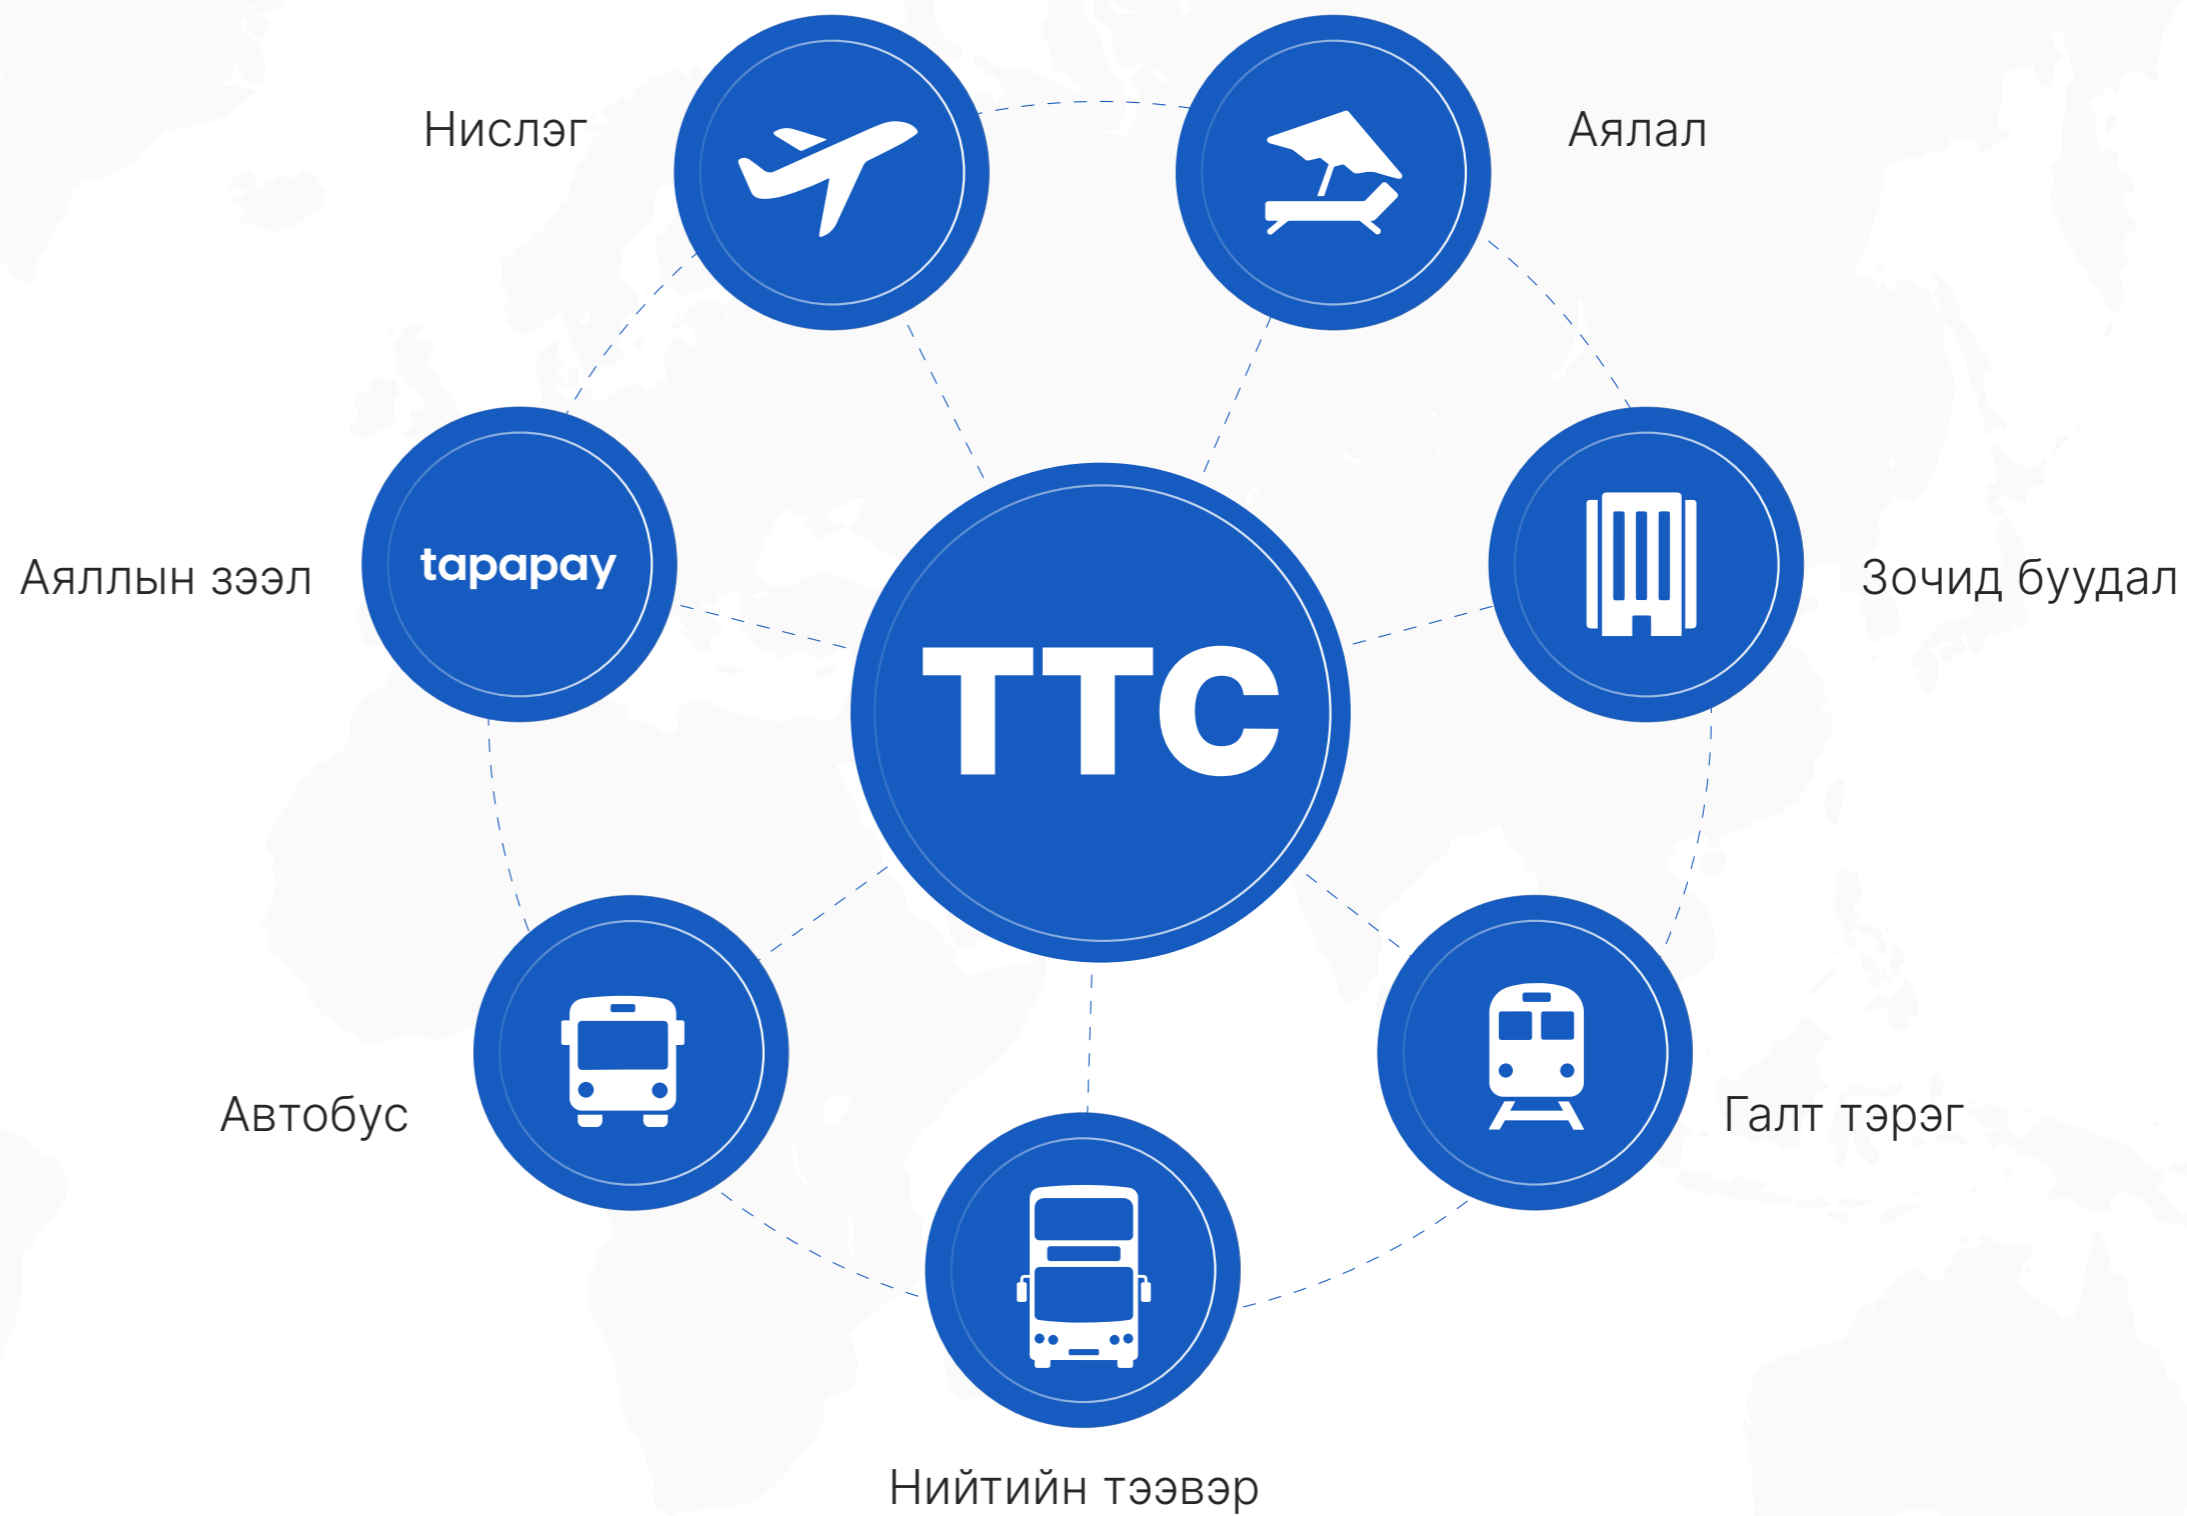 Нислэг
Аялал
tapapay
Аяллын зээл
Зочид буудал
TTC
Автобус
Галт тэрэг
Нийтийн тээвэр